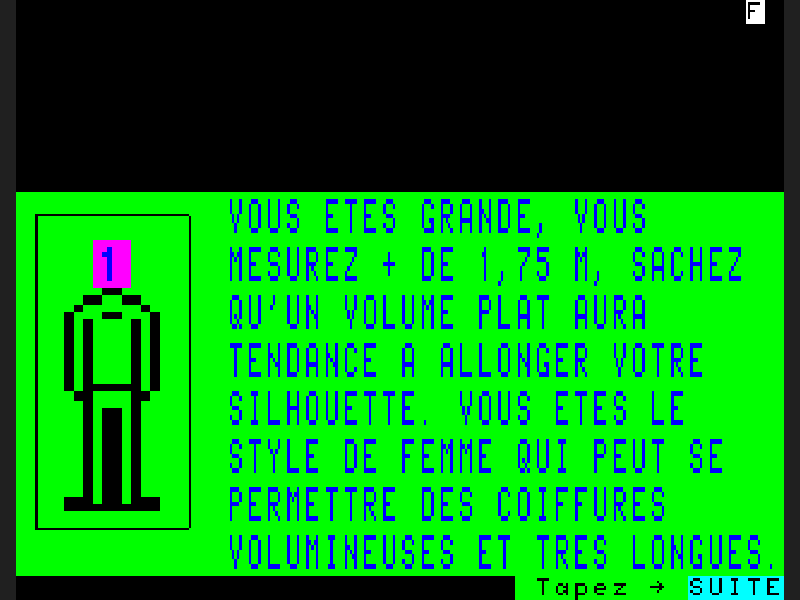 F
1
VOUS ETES GRANDE, VOUS
MESUREZ + DE 1,75 M, SACHEZ
QU'UN VOLUME PLAT AURA
TENDANCE A ALLONGER VOTRE
SILHOUETTE. VOUS ETES LE
STYLE DE FEMME QUI PEUT SE
PERMETTRE DES COIFFURES
VOLUMINEUSES ET TRES LONGUES.
Tapez → SUITE